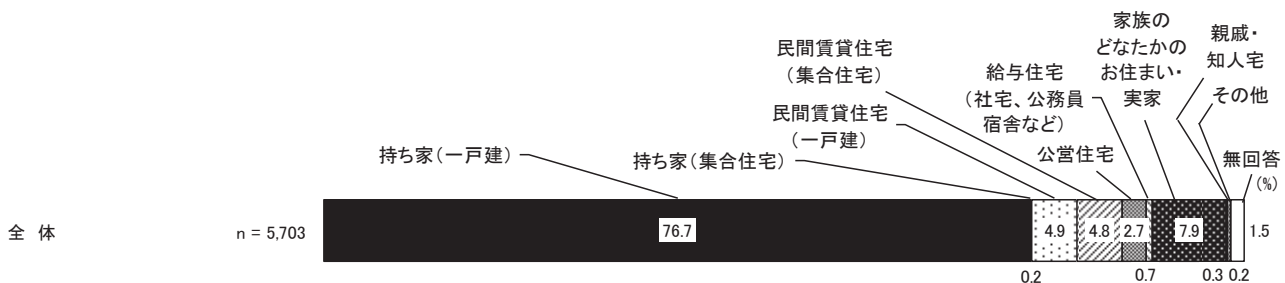 家族の
どなたかの
お住まい・
実家
親戚・
知人宅
民間賃貸住宅
(集合住宅)
給与住宅
(社宅、公務員
宿舎など)
その他
民間賃貸住宅
(一戸建)
持ち家(一戸建)
持ち家(集合住宅)
公営住宅
無回答
(%)
全 体
n = 5,703
76.7
4.9
4.8
2.7
7.9
1.5
0.2
0.7
0.3
0.2